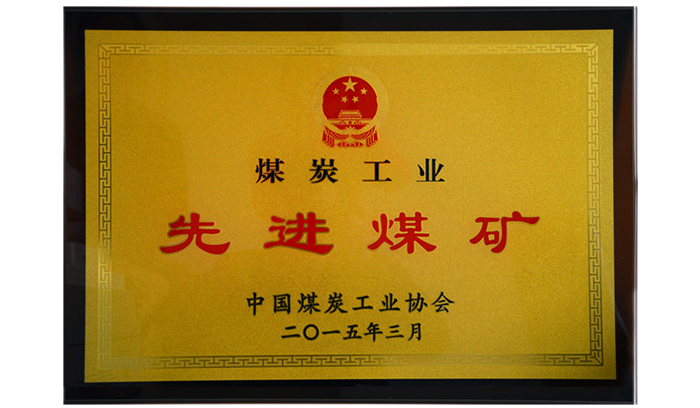 煤炭工业
先进煤矿
中国煤炭工业协会
二〇一五年三月